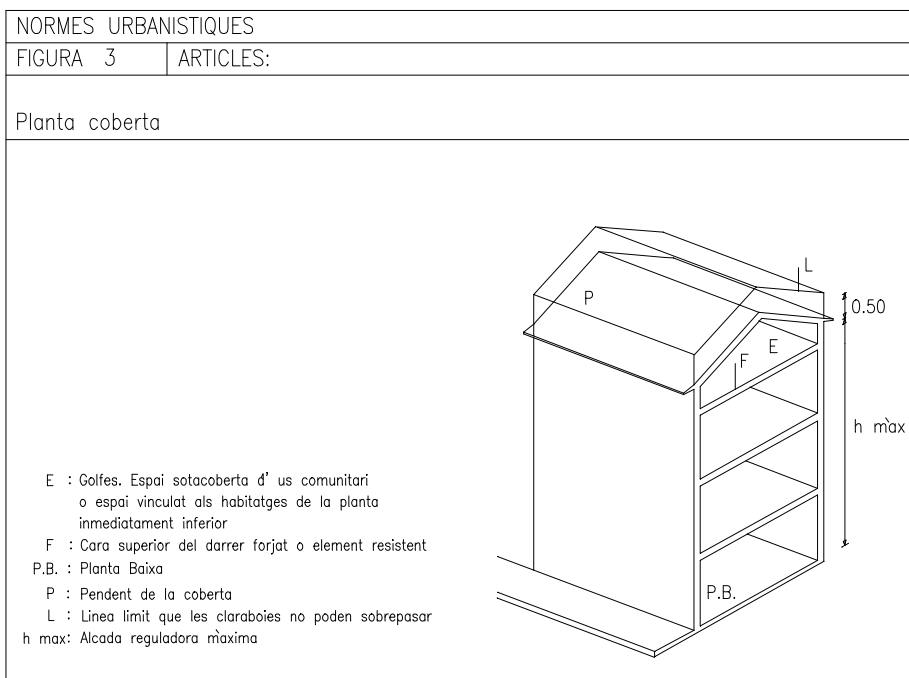 NORMES URBANISTIQUES
FIGURA 3 ARTICLES:
Planta coberta
L
P
0.50
E
F
h màx
E : Golfes. Espai sotacoberta d' us comunitari
o espai vinculat als habitatges de la planta
inmediatament inferior
F : Cara superior del darrer forjat o element resistent
P.B. : Planta Baixa
P : Pendent de la coberta
P.B.
L : Linea limit que les claraboies no poden sobrepasar
h max: Alcada reguladora màxima